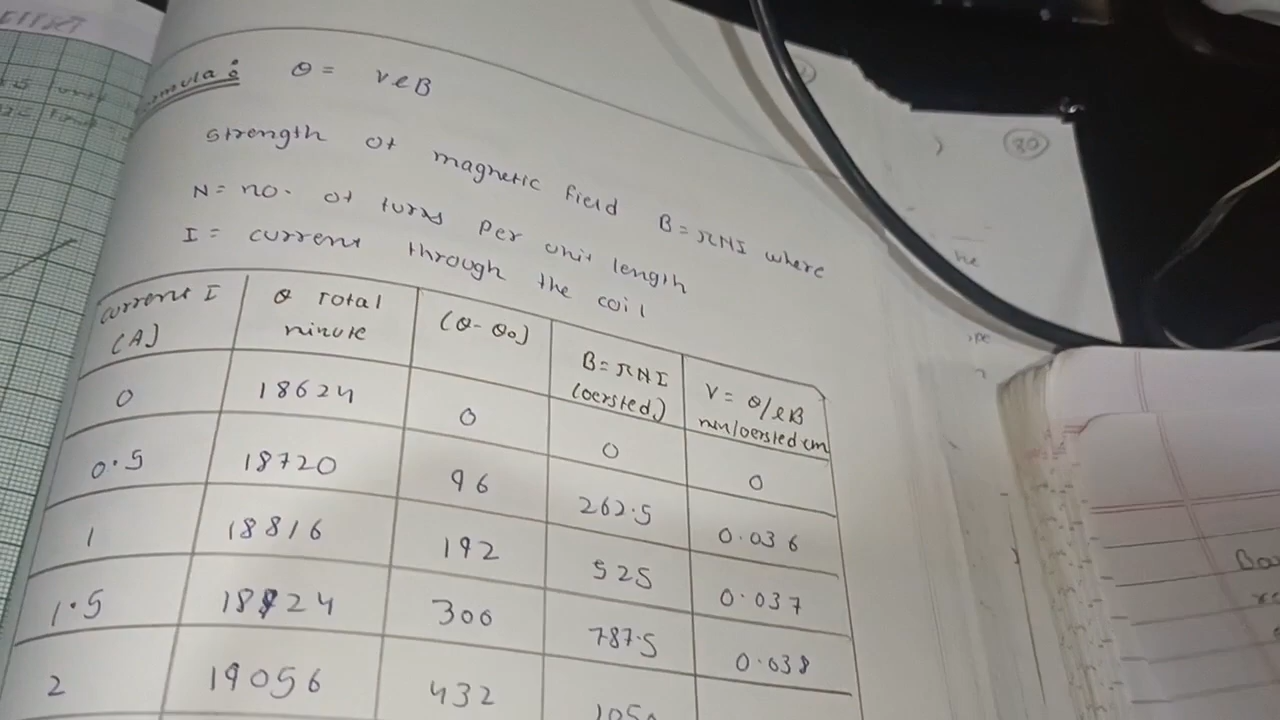 θ = VlB
strength of magnetic field B = πNI where
N = no. of turns per unit length
I = current through the coil
current I (A) | θ Total minute | (θ-θ0) | B = πNI (oersted) | V = θ/lB min/oersted cm
0 | 18624 | 0 | 0 | 0
0.5 | 18720 | 96 | 262.5 | 0.036
1 | 18816 | 192 | 525 | 0.037
1.5 | 18924 | 300 | 787.5 | 0.038
2 | 19056 | 432
80